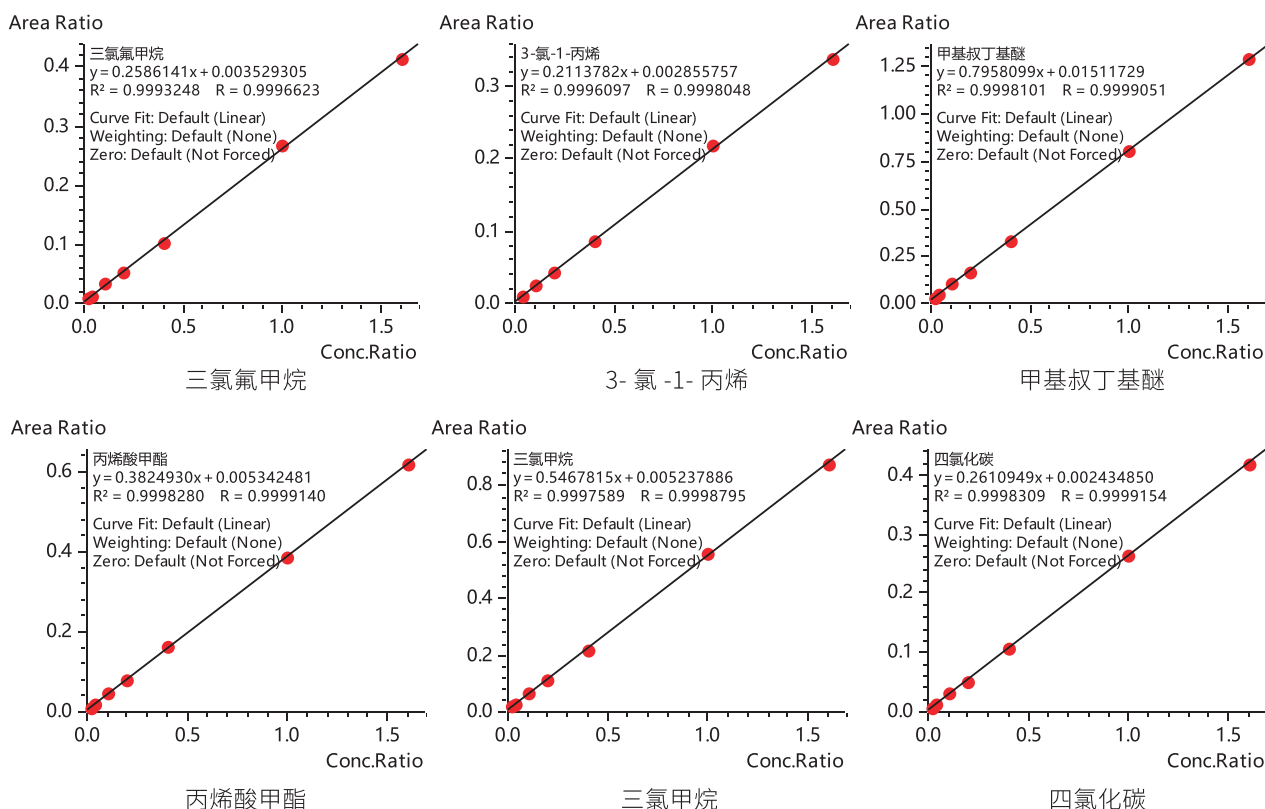 Area Ratio
三氯氟甲烷
y=0.2586141x+0.003529305
R² = 0.9993248 R = 0.9996623
Curve Fit: Default (Linear)
Weighting: Default (None)
Zero: Default (Not Forced)
0.4
0.3
0.2
0.1
0.0
0.0 0.5 1.0 1.5
Conc.Ratio
三氯氟甲烷
Area Ratio
3-氯-1-丙烯
y=0.2113782x+0.002855757
R² = 0.9996097 R = 0.9998048
Curve Fit: Default (Linear)
Weighting: Default (None)
Zero: Default (Not Forced)
0.3
0.2
0.1
0.0
0.0 0.5 1.0 1.5
Conc.Ratio
3- 氯 -1- 丙烯
Area Ratio
甲基叔丁基醚
y=0.7958099x+0.01511729
R² = 0.9998101 R = 0.9999051
Curve Fit: Default (Linear)
Weighting: Default (None)
Zero: Default (Not Forced)
1.25
1.00
0.75
0.50
0.25
0.00
0.0 0.5 1.0 1.5
Conc.Ratio
甲基叔丁基醚
Area Ratio
丙烯酸甲酯
y=0.3824930x+0.005342481
R² = 0.9998280 R = 0.9999140
Curve Fit: Default (Linear)
Weighting: Default (None)
Zero: Default (Not Forced)
0.6
0.4
0.2
0.0
0.0 0.5 1.0 1.5
Conc.Ratio
丙烯酸甲酯
Area Ratio
三氯甲烷
y=0.5467815x+0.005237886
R² = 0.9997589 R = 0.9998795
Curve Fit: Default (Linear)
Weighting: Default (None)
Zero: Default (Not Forced)
0.8
0.6
0.4
0.2
0.0
0.0 0.5 1.0 1.5
Conc.Ratio
三氯甲烷
Area Ratio
四氯化碳
y=0.2610949x+0.002434850
R² = 0.9998309 R = 0.9999154
Curve Fit: Default (Linear)
Weighting: Default (None)
Zero: Default (Not Forced)
0.4
0.3
0.2
0.1
0.0
0.0 0.5 1.0 1.5
Conc.Ratio
四氯化碳